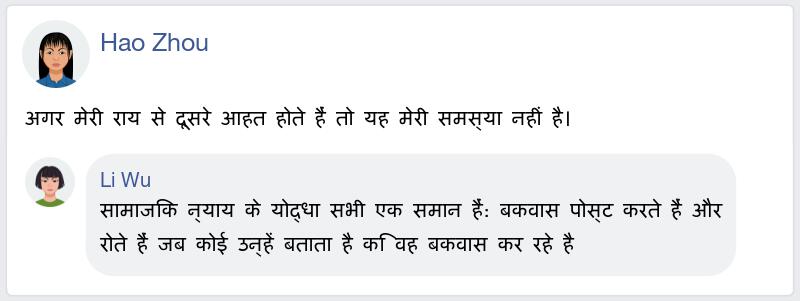 Hao Zhou
अगर मेरी राय से दूसरे आहत होते हैं तो यह मेरी समस्या नहीं है।
Li Wu
सामाजकि न्याय के योद्धा सभी एक समान हैं: बकवास पोस्ट करते हैं और
रोते हैं जब कोई उन्हें बताता है कि वह बकवास कर रहे है